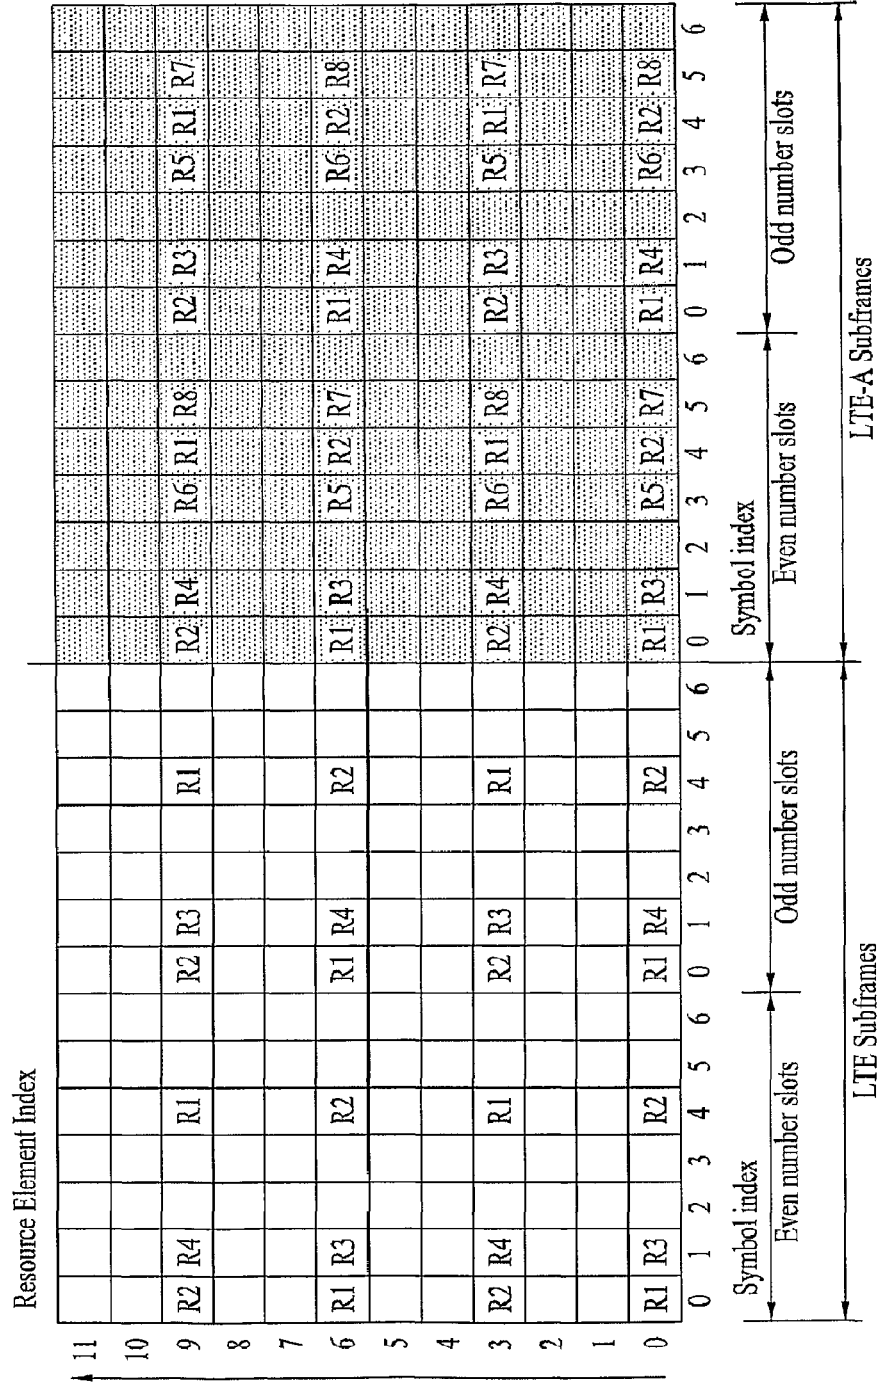 Resource Element Index
11
10
9 R2 R4 R1 R2 R3 R1 R2 R4 R6 R1 R8 R2 R3 R5 R1 R7
8
7
6 R1 R3 R2 R1 R4 R2 R1 R3 R5 R2 R7 R1 R4 R6 R2 R8
5
4
3 R2 R4 R1 R2 R3 R1 R2 R4 R6 R1 R8 R2 R3 R5 R1 R7
2
1
0 R1 R3 R2 R1 R4 R2 R1 R3 R5 R2 R7 R1 R4 R6 R2 R8
0 1 2 3 4 5 6 0 1 2 3 4 5 6 0 1 2 3 4 5 6 0 1 2 3 4 5 6
Symbol index Symbol index
Even number slots Odd number slots Even number slots Odd number slots
LTE Subframes LTE-A Subframes